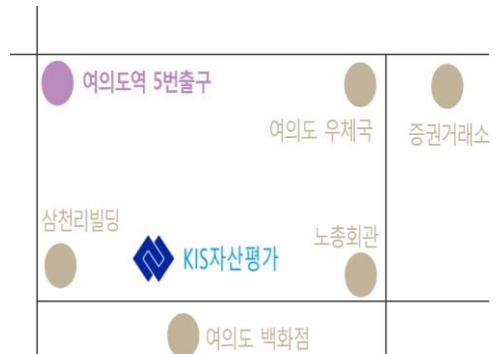 여의도역 5번출구
여의도 우체국
증권거래소
삼천리빌딩
노총회관
KIS자산평가
여의도 백화점